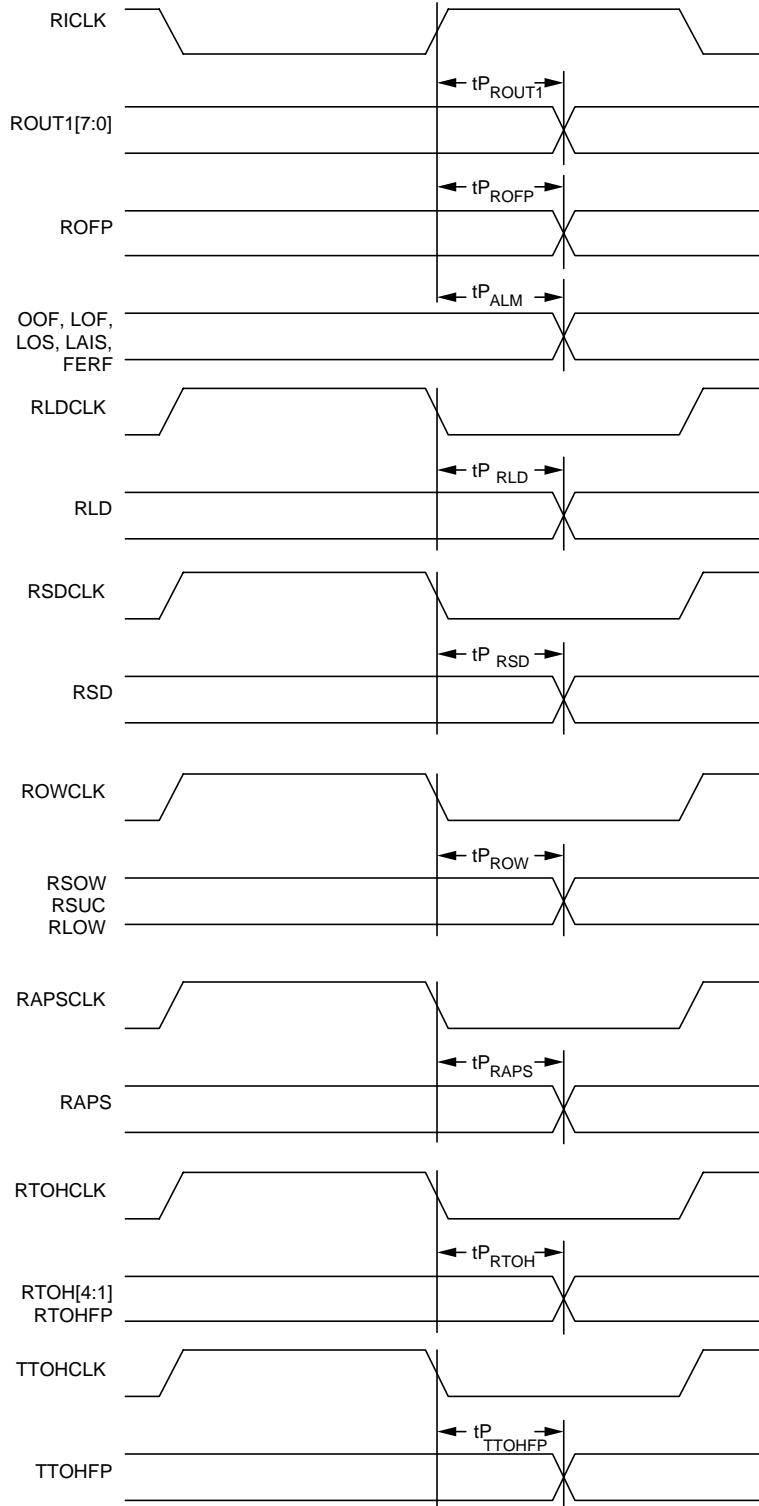 RICLK
tPROUT1
ROUT1[7:0]
tPROFP
ROFP
tPALM
OOF, LOF,
LOS, LAIS,
FERF
RLDCLK
tP RLD
RLD
RSDCLK
tP RSD
RSD
ROWCLK
tPROW
RSOW
RSUC
RLOW
RAPSCLK
tPRAPS
RAPS
RTOHCLK
tPRTOH
RTOH[4:1]
RTOHFP
TTOHCLK
tPTTOHFP
TTOHFP